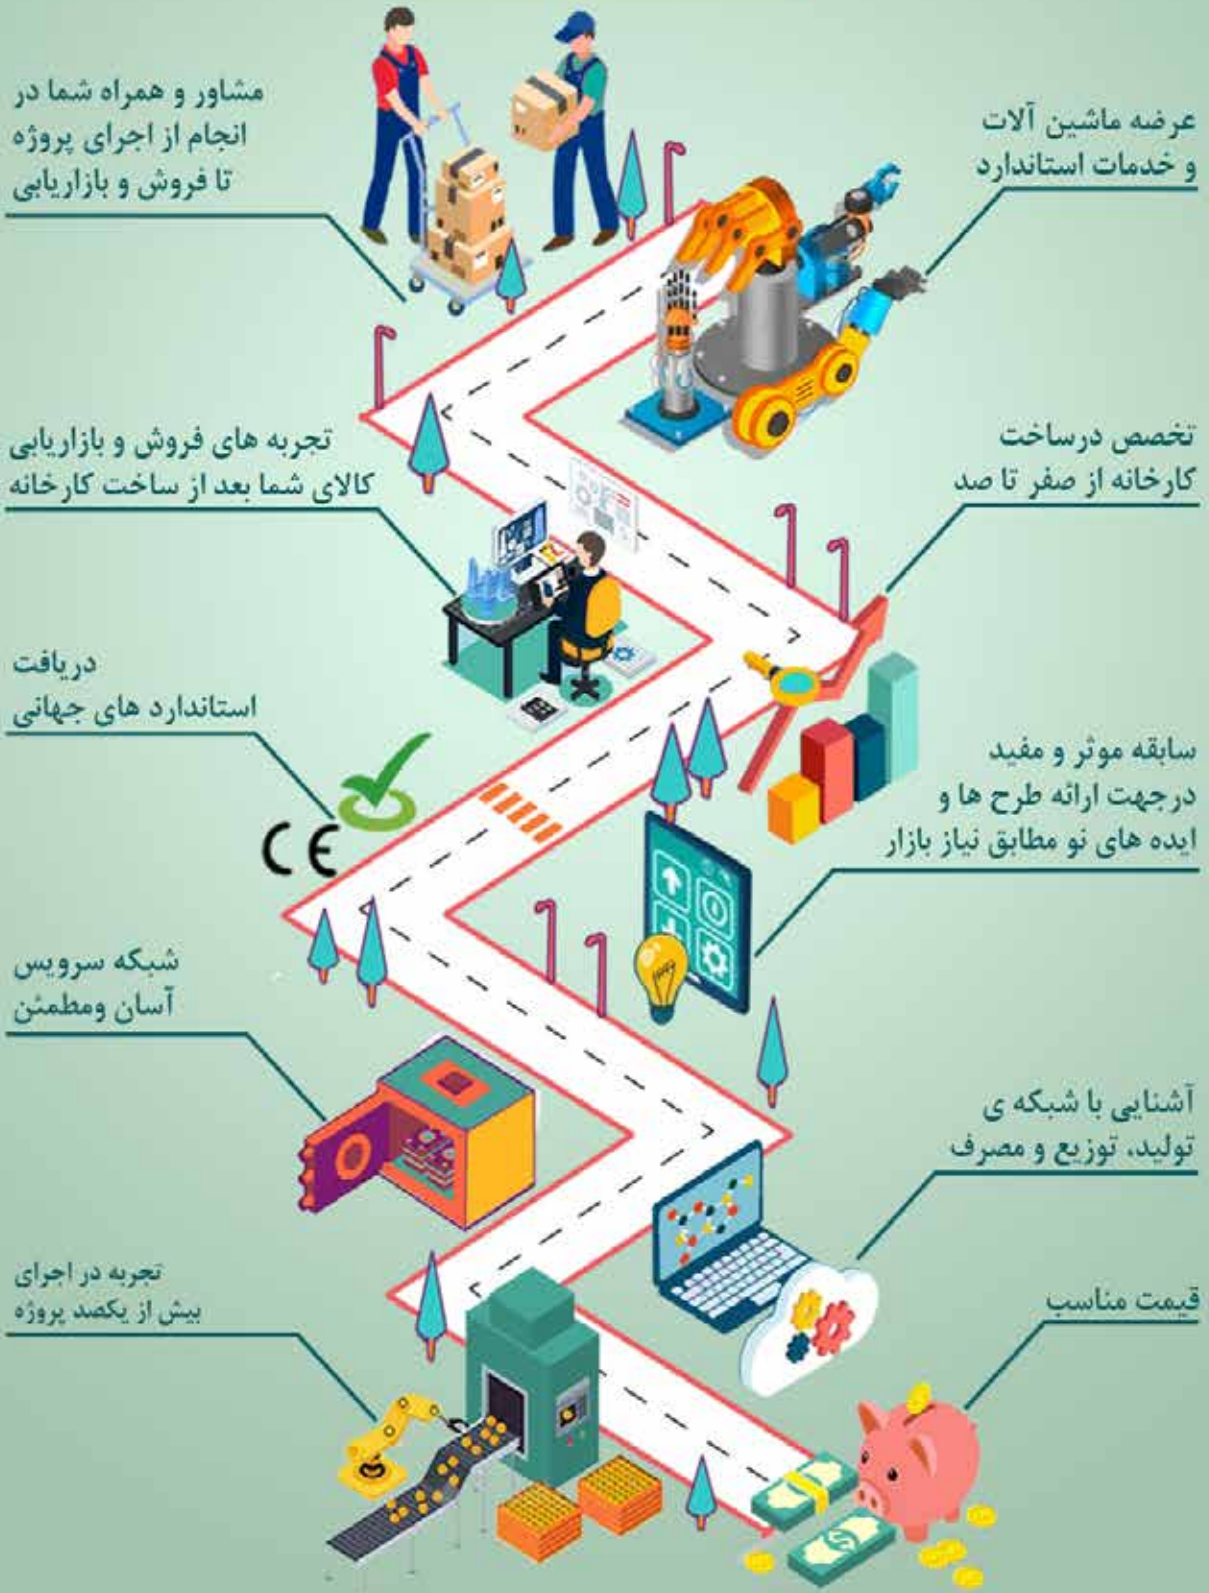 عرضه ماشین آلات
و خدمات استاندارد
مشاور و همراه شما در
انجام از اجرای پروژه
تا فروش و بازاریابی
تخصص درساخت
کارخانه از صفر تا صد
تجربه های فروش و بازاریابی
کالای شما بعد از ساخت کارخانه
دریافت
استاندارد های جهانی
CE
سابقه موثر و مفید
درجهت ارائه طرح ها و
ایده های نو مطابق نیاز بازار
شبکه سرویس
آسان ومطمئن
آشنایی با شبکه ی
تولید، توزیع و مصرف
تجربه در اجرای
بیش از یکصد پروژه
قیمت مناسب